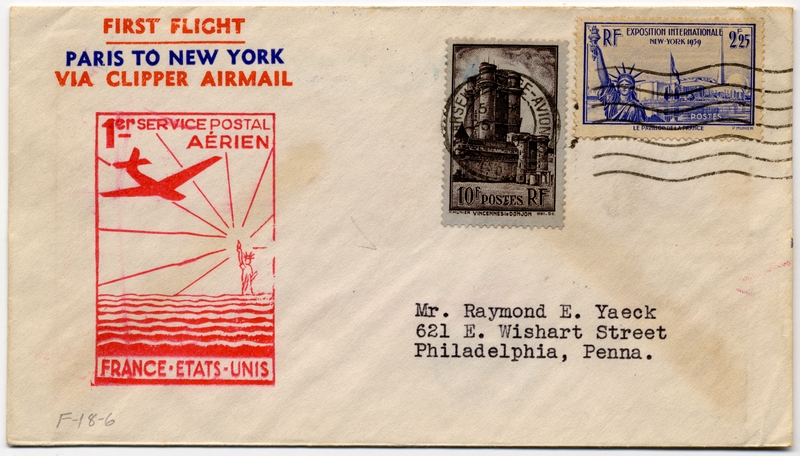 FIRST FLIGHT
PARIS TO NEW YORK
VIA CLIPPER AIRMAIL
1er SERVICE POSTAL
AÉRIEN
FRANCE-ETATS-UNIS
10F POSTES RF
VINCENNES LE DONJON
RF EXPOSITION INTERNATIONALE 2F25
NEW-YORK 1939
POSTES
LE PAVILLON DE LA FRANCE
Mr. Raymond E. Yaeck
621 E. Wishart Street
Philadelphia, Penna.
F-18-6